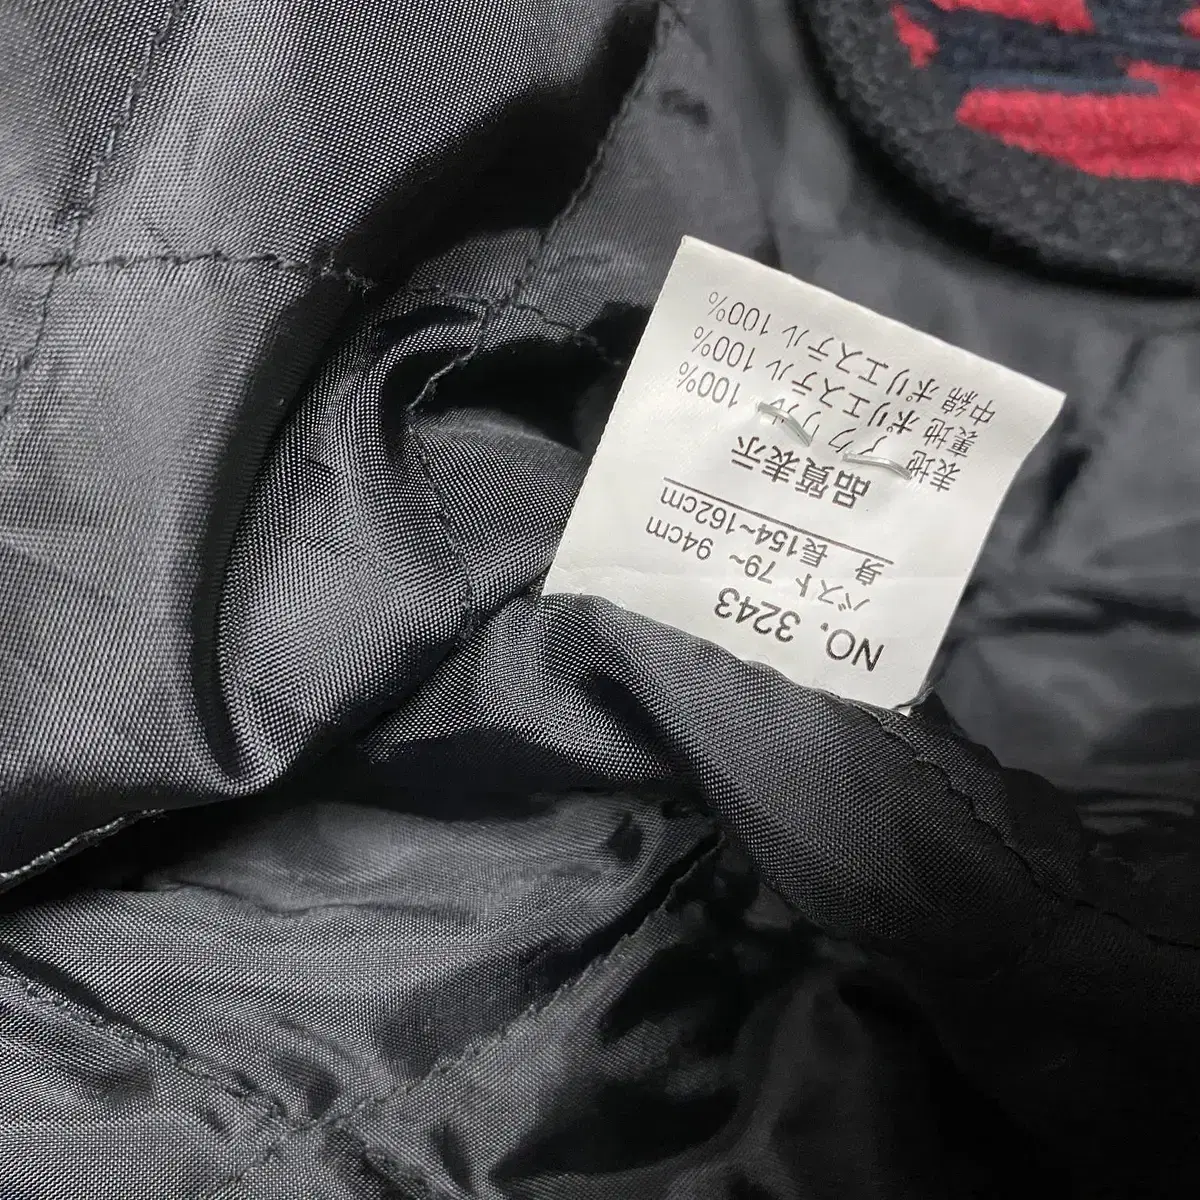 NO. 3243
バスト 79~ 94cm
身 長154~162cm
品質表示
表地 アクリル 100%
裏地 ポリエステル 100%
中綿 ポリエステル 100%